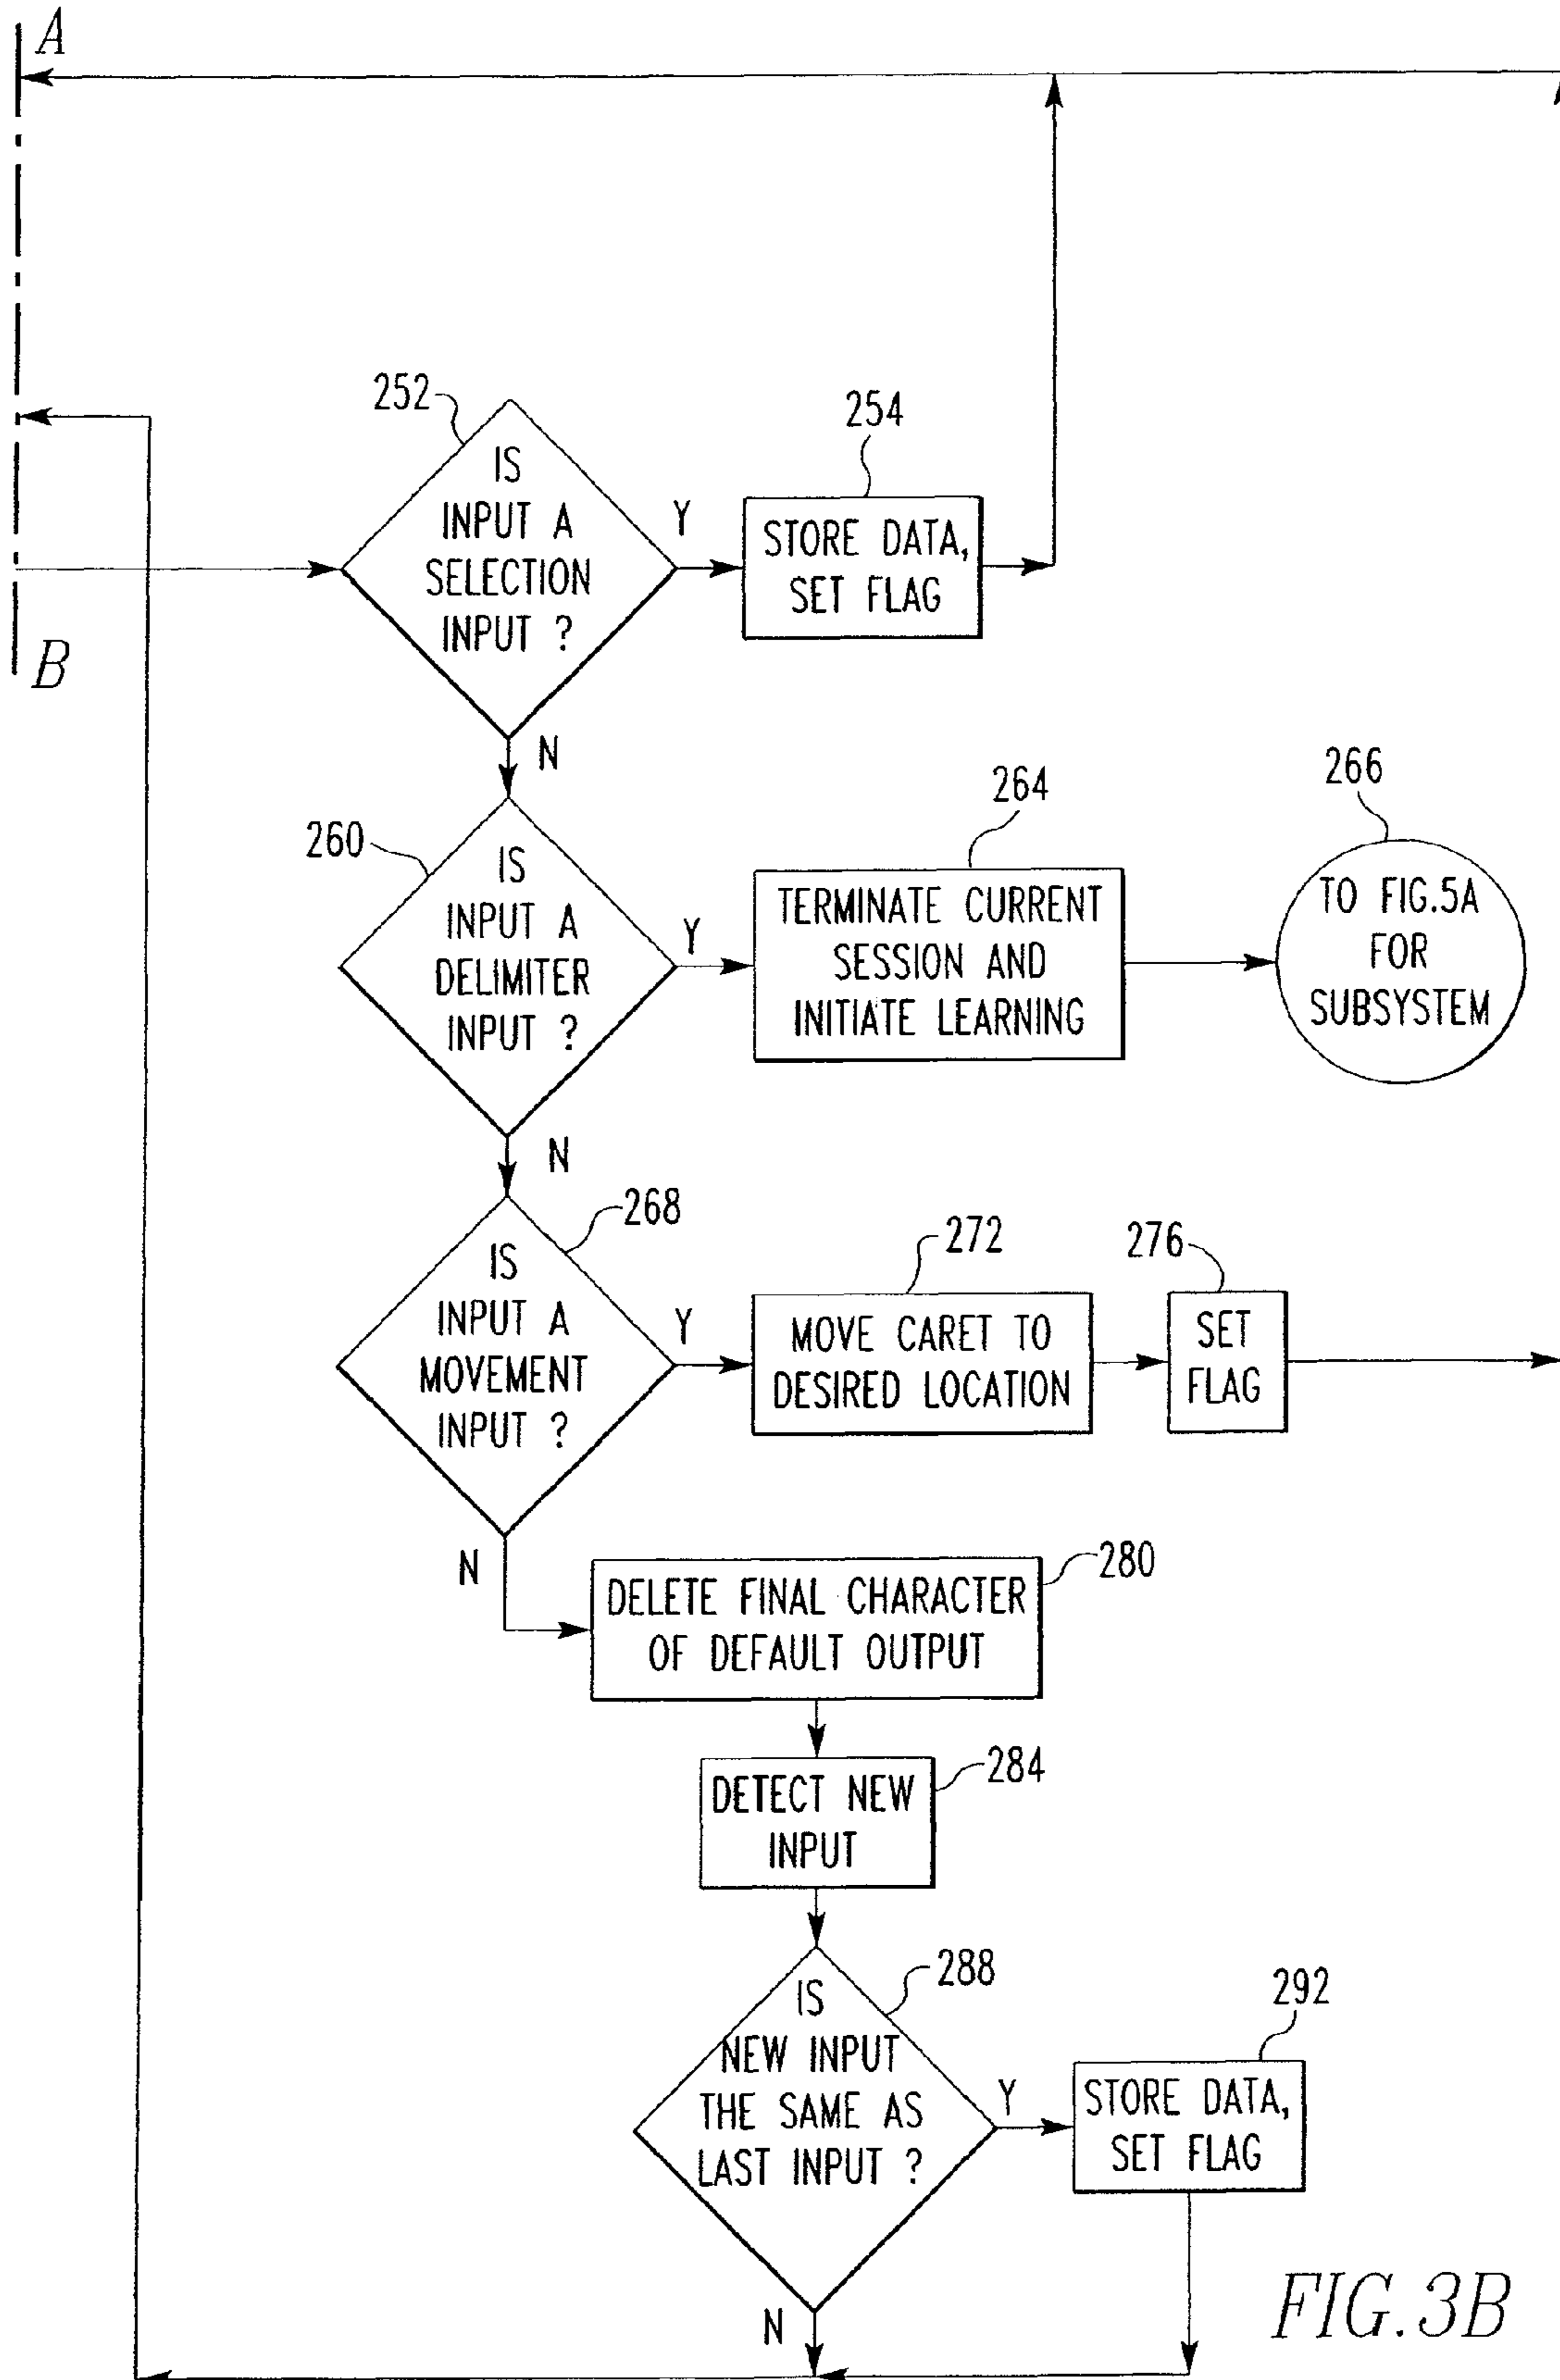 A
252
254
IS
INPUT A
SELECTION
INPUT ?
Y
STORE DATA,
SET FLAG
B
N
260
264
266
IS
INPUT A
DELIMITER
INPUT ?
Y
TERMINATE CURRENT
SESSION AND
INITIATE LEARNING
TO FIG.5A
FOR
SUBSYSTEM
N
268
272
276
IS
INPUT A
MOVEMENT
INPUT ?
Y
MOVE CARET TO
DESIRED LOCATION
SET
FLAG
N
280
DELETE FINAL CHARACTER
OF DEFAULT OUTPUT
284
DETECT NEW
INPUT
288
292
IS
NEW INPUT
THE SAME AS
LAST INPUT ?
Y
STORE DATA,
SET FLAG
N
FIG.3B